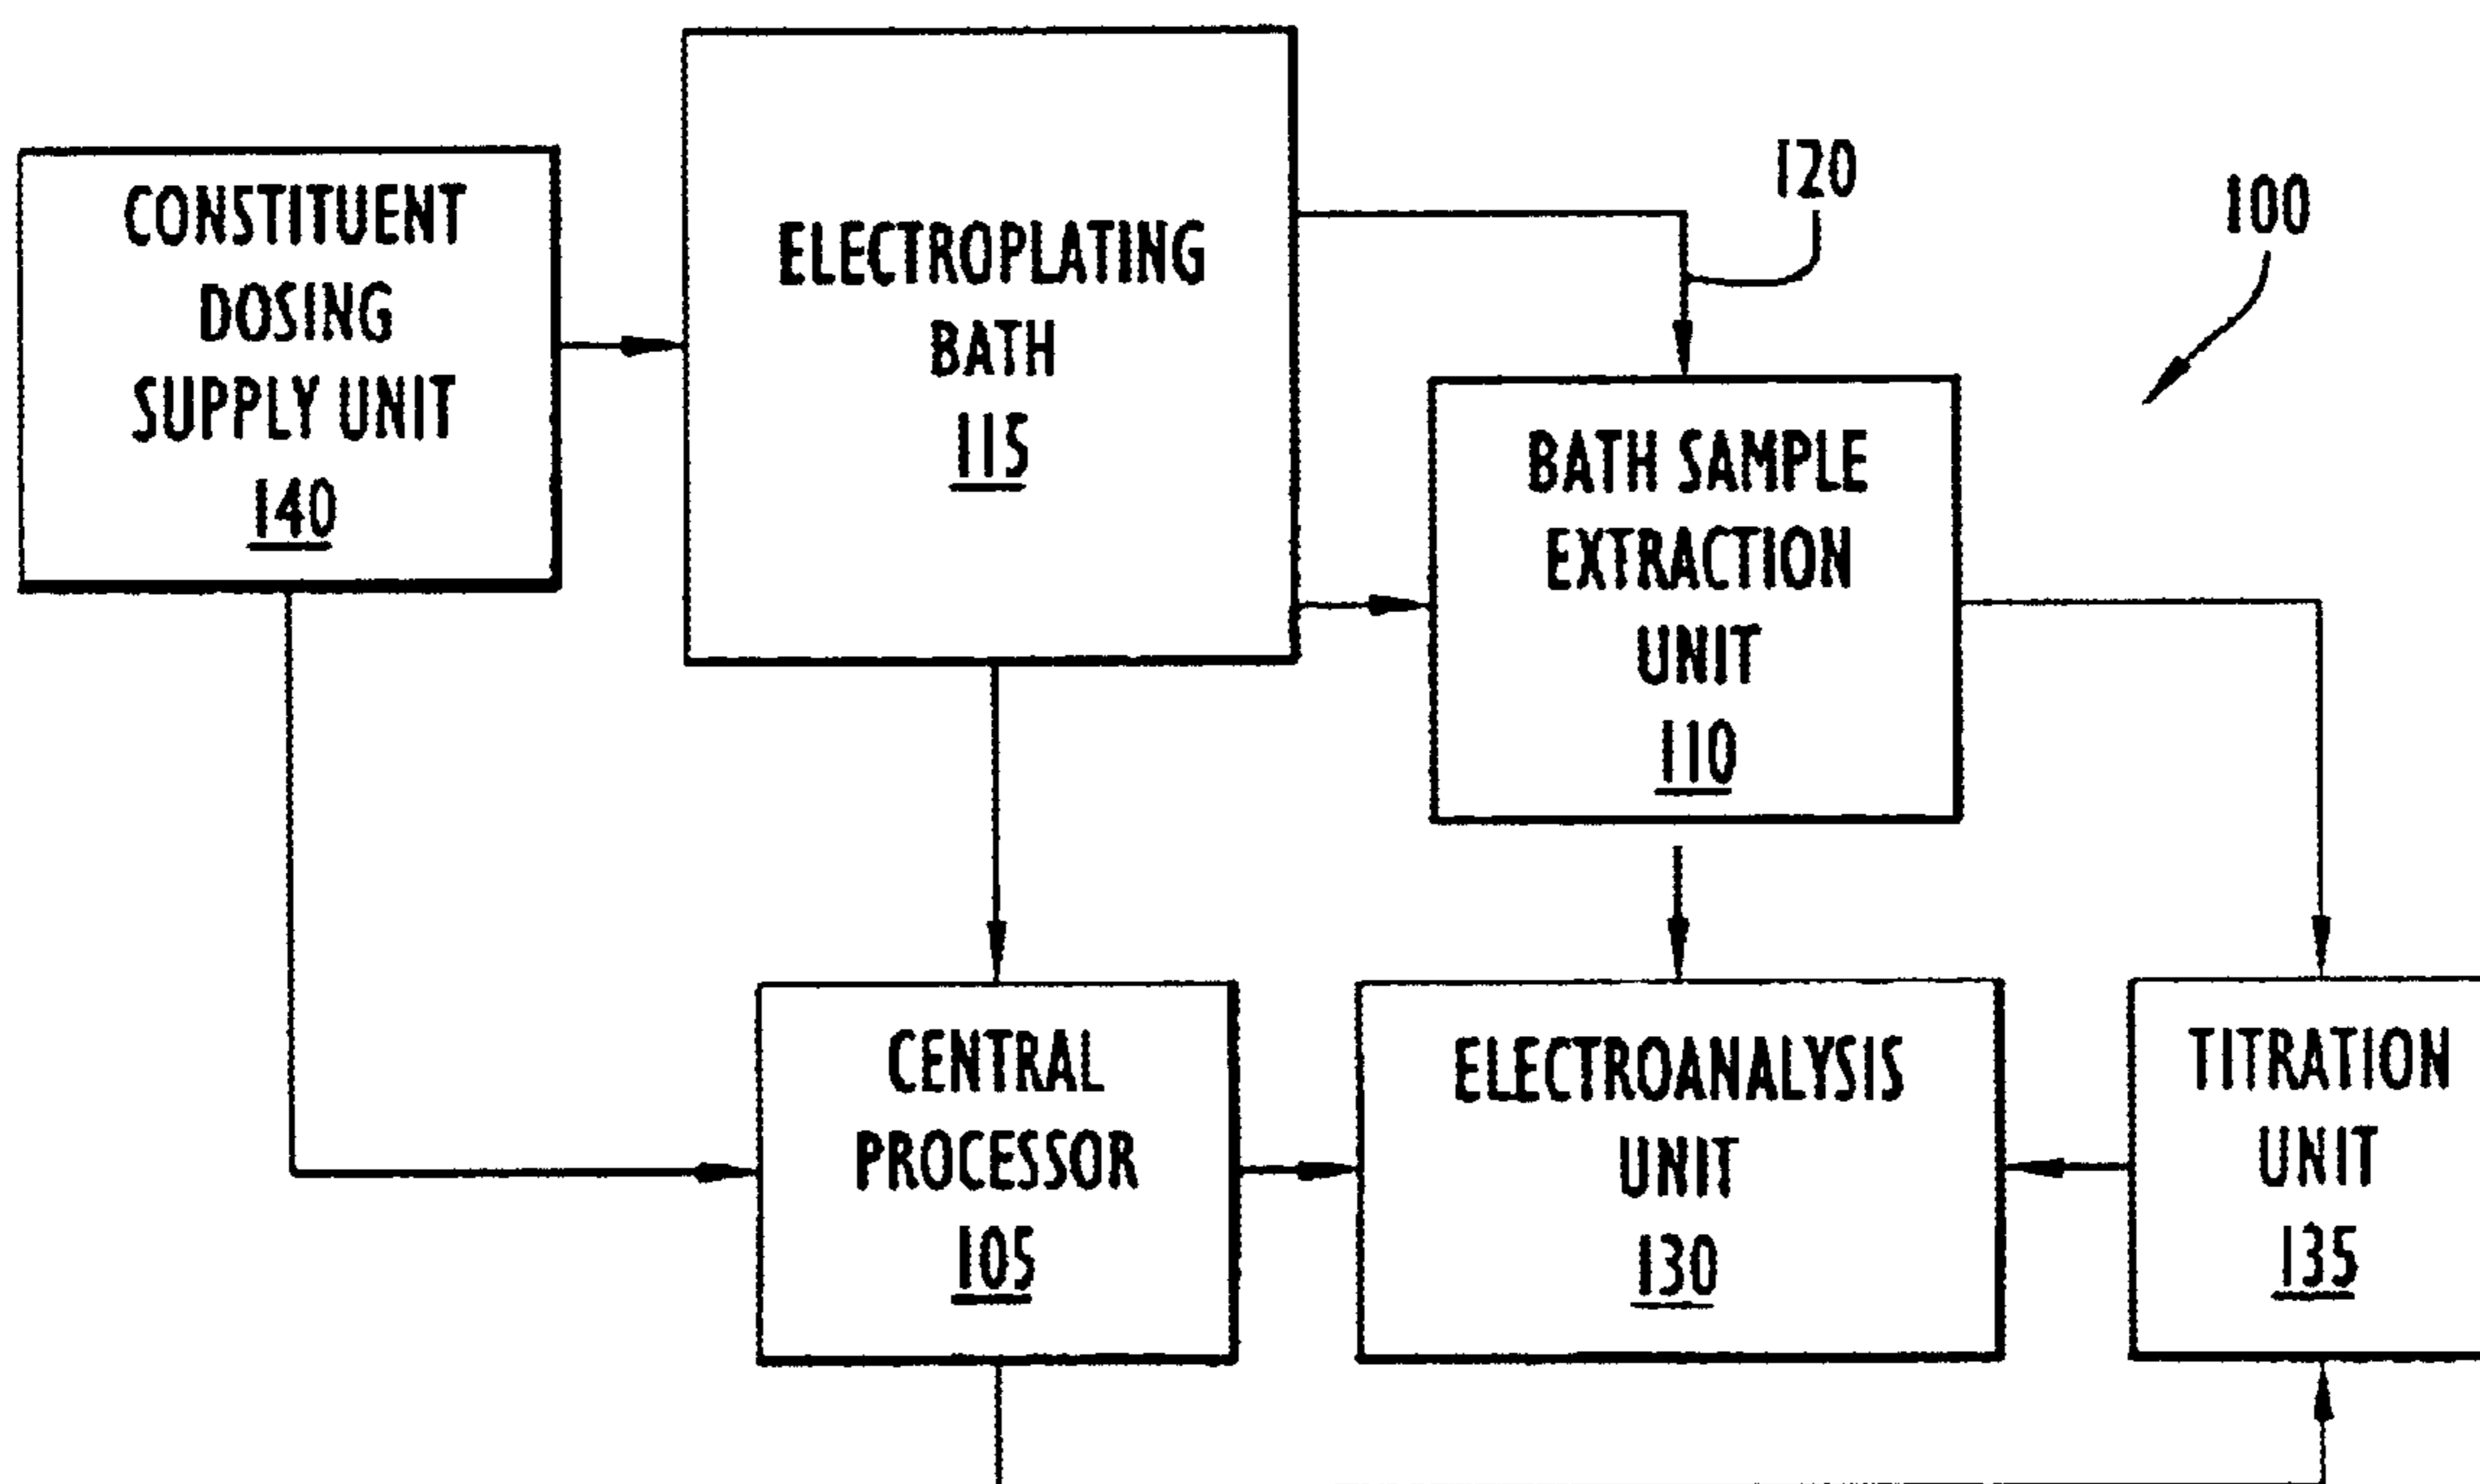 CONSTITUENT
DOSING
SUPPLY UNIT
140
ELECTROPLATING
BATH
115
120
100
BATH SAMPLE
EXTRACTION
UNIT
110
CENTRAL
PROCESSOR
105
ELECTROANALYSIS
UNIT
130
TITRATION
UNIT
135